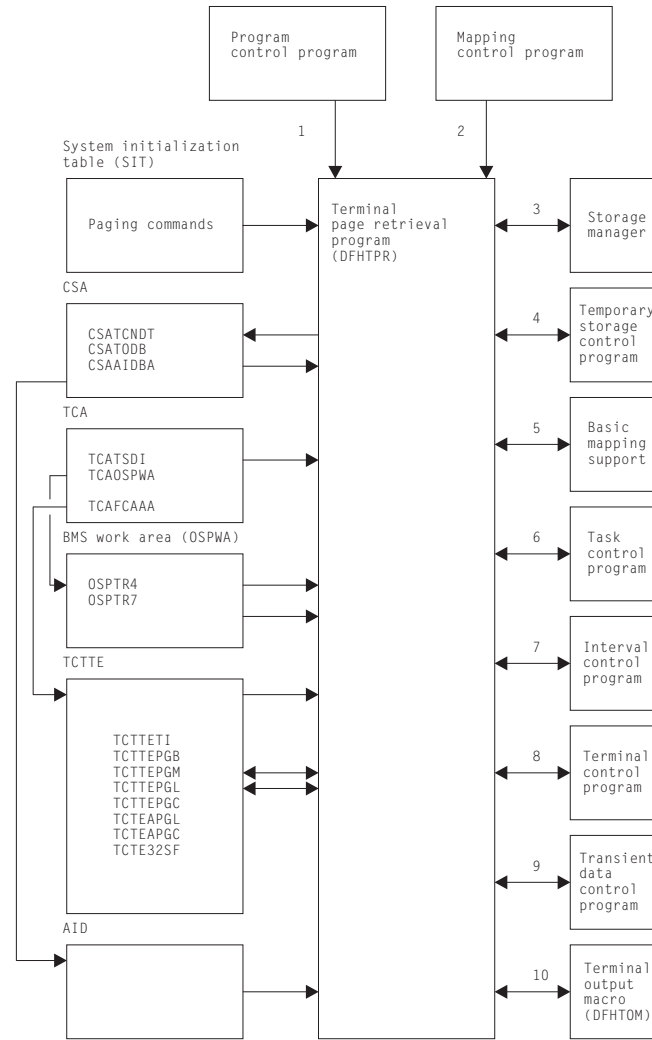 Program
control program
Mapping
control program
1
2
System initialization
table (SIT)
Paging commands
Terminal
page retrieval
program
(DFHTPR)
3
Storage
manager
CSA
CSATCNDT
CSATODB
CSAAIDBA
4
Temporary
storage
control
program
TCA
TCATSDI
TCAOSPWA
TCAFCAAA
5
Basic
mapping
support
BMS work area (OSPWA)
OSPTR4
OSPTR7
6
Task
control
program
TCTTE
TCTTETI
TCTTEPGB
TCTTEPGM
TCTTEPGL
TCTTEPGC
TCTEAPGL
TCTEAPGC
TCTE32SF
7
Interval
control
program
8
Terminal
control
program
9
Transient
data
control
program
AID
10
Terminal
output
macro
(DFHTOM)